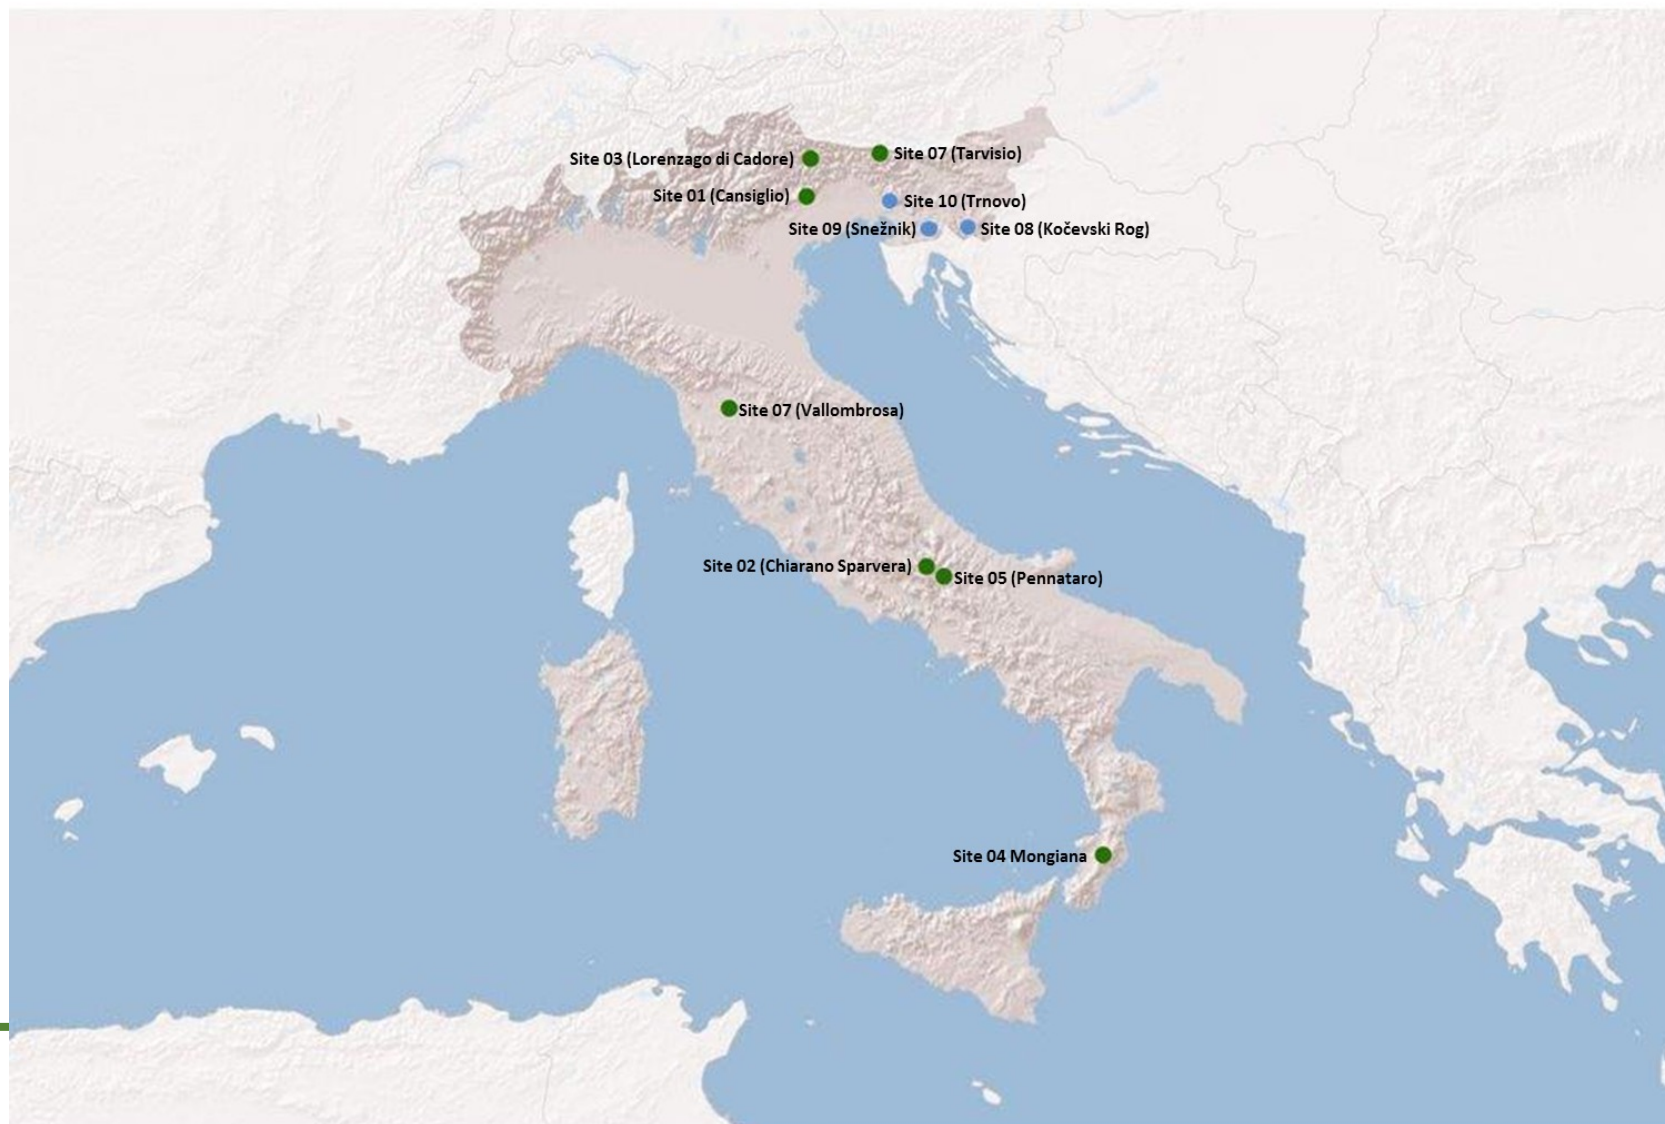 Site 03 (Lorenzago di Cadore)
Site 07 (Tarvisio)
Site 01 (Cansiglio)
Site 10 (Trnovo)
Site 09 (Snežnik)
Site 08 (Kočevski Rog)
Site 07 (Vallombrosa)
Site 02 (Chiarano Sparvera)
Site 05 (Pennataro)
Site 04 Mongiana